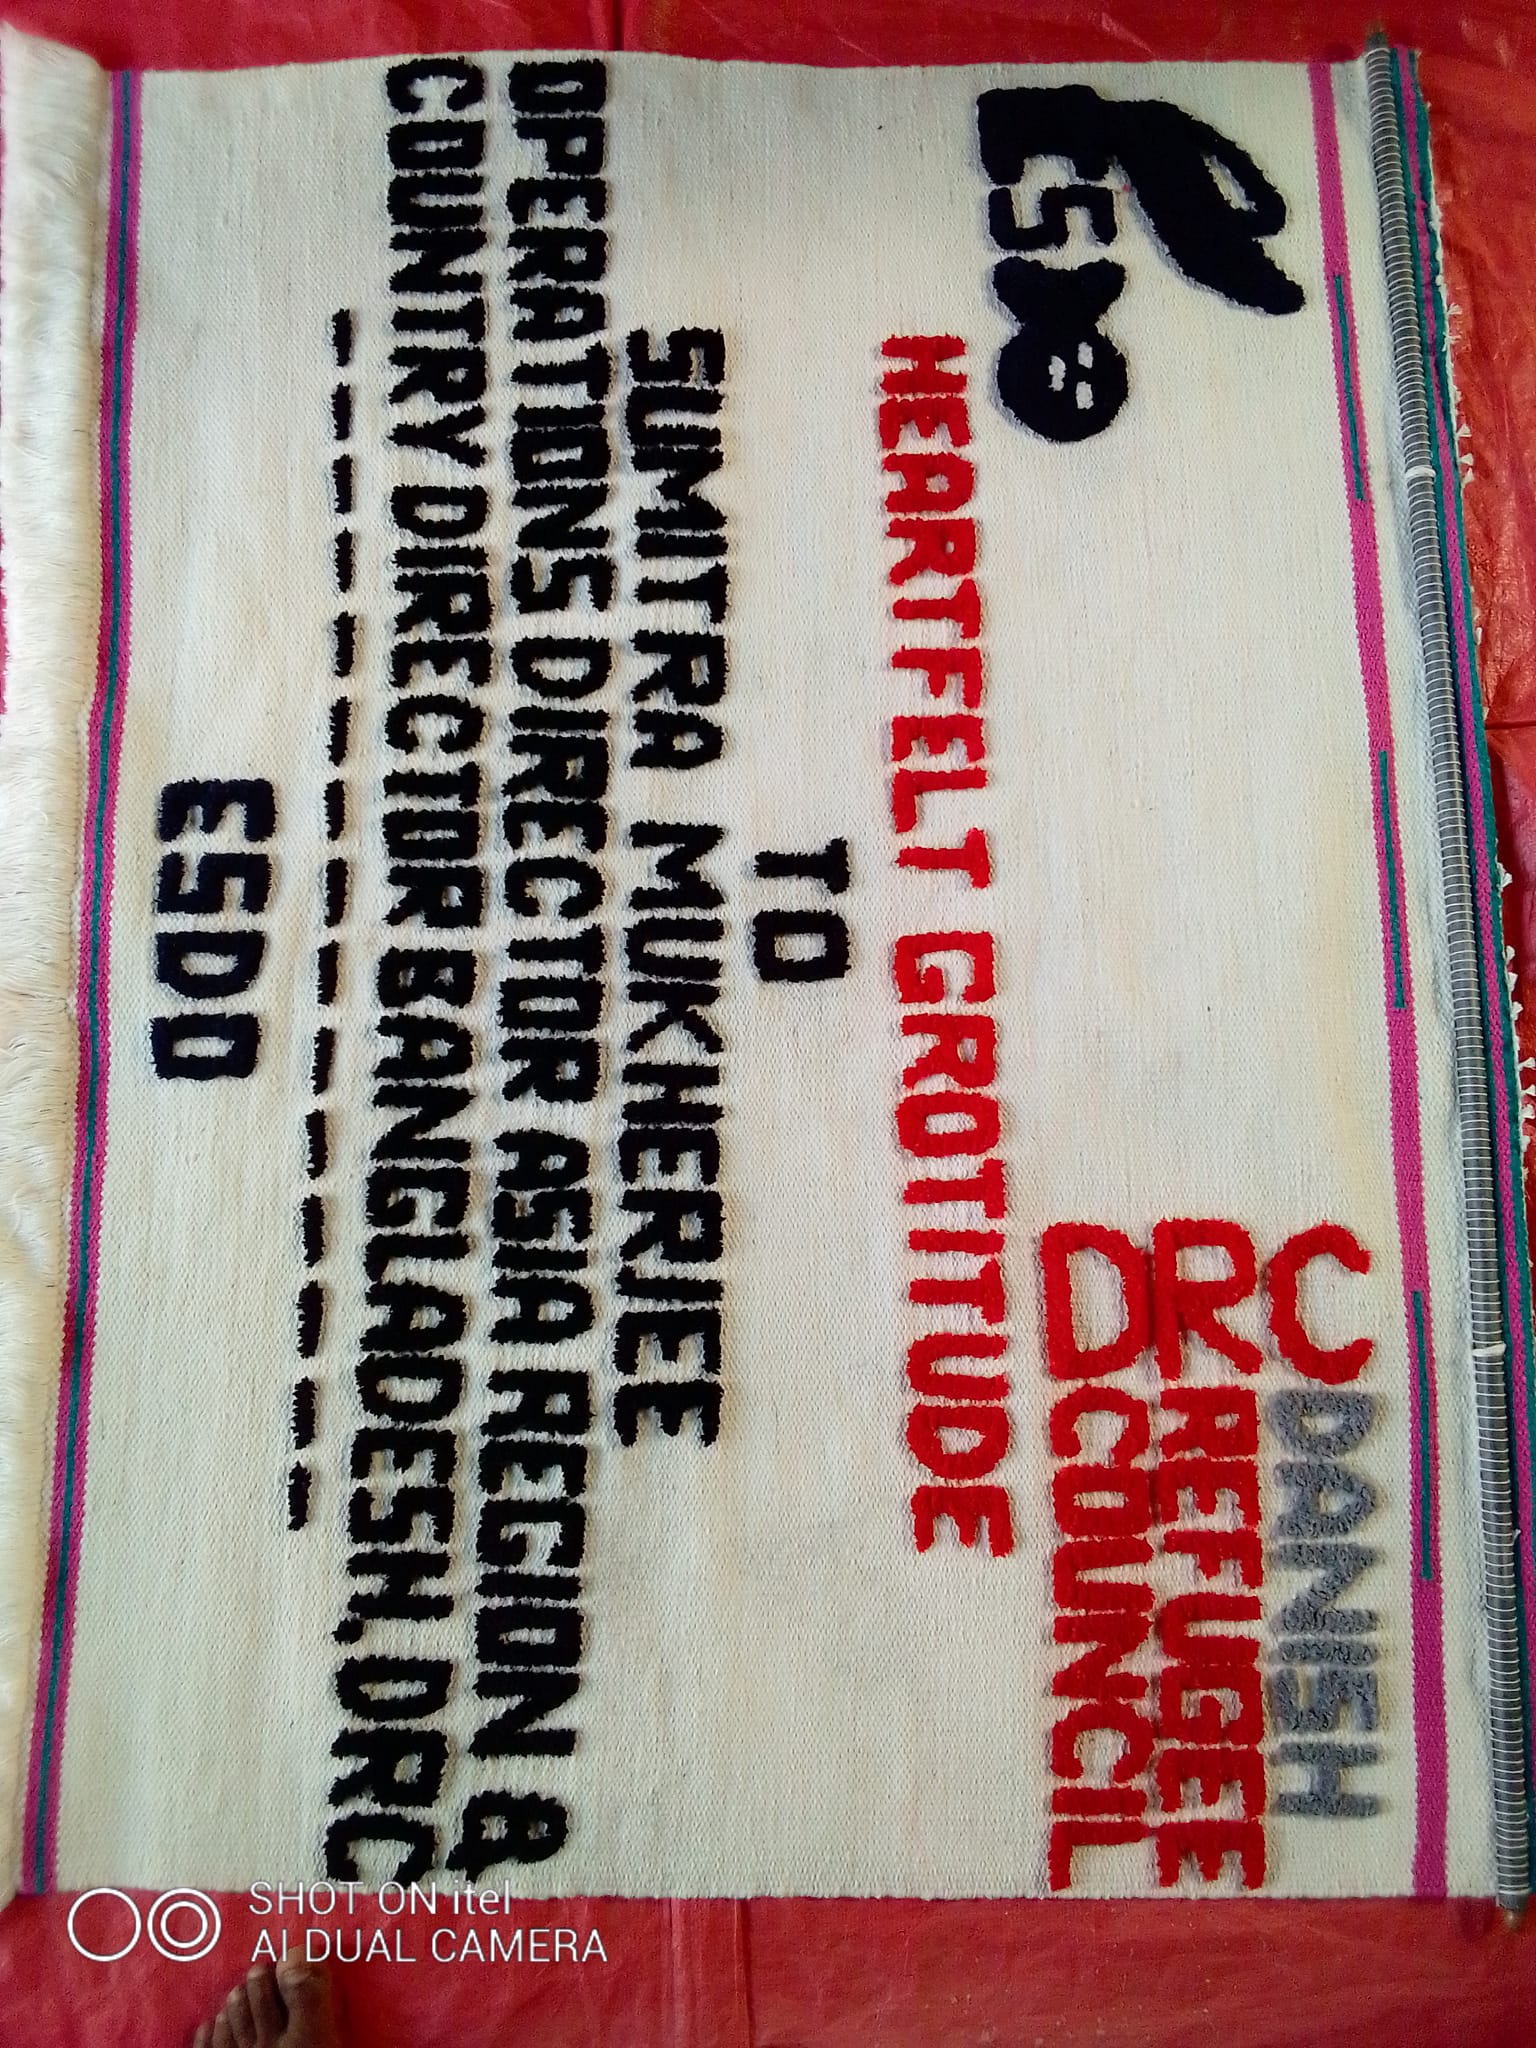 DRC DANISH
REFUGEE
COUNCIL
HEARTFELT GROTITUDE
TO
SUMITRA MUKHERJEE
OPERATIONS DIRECTOR ASIA REGION &
COUNTRY DIRECTOR BANGLADESH. DRC
ESDO
SHOT ON itel
AI DUAL CAMERA